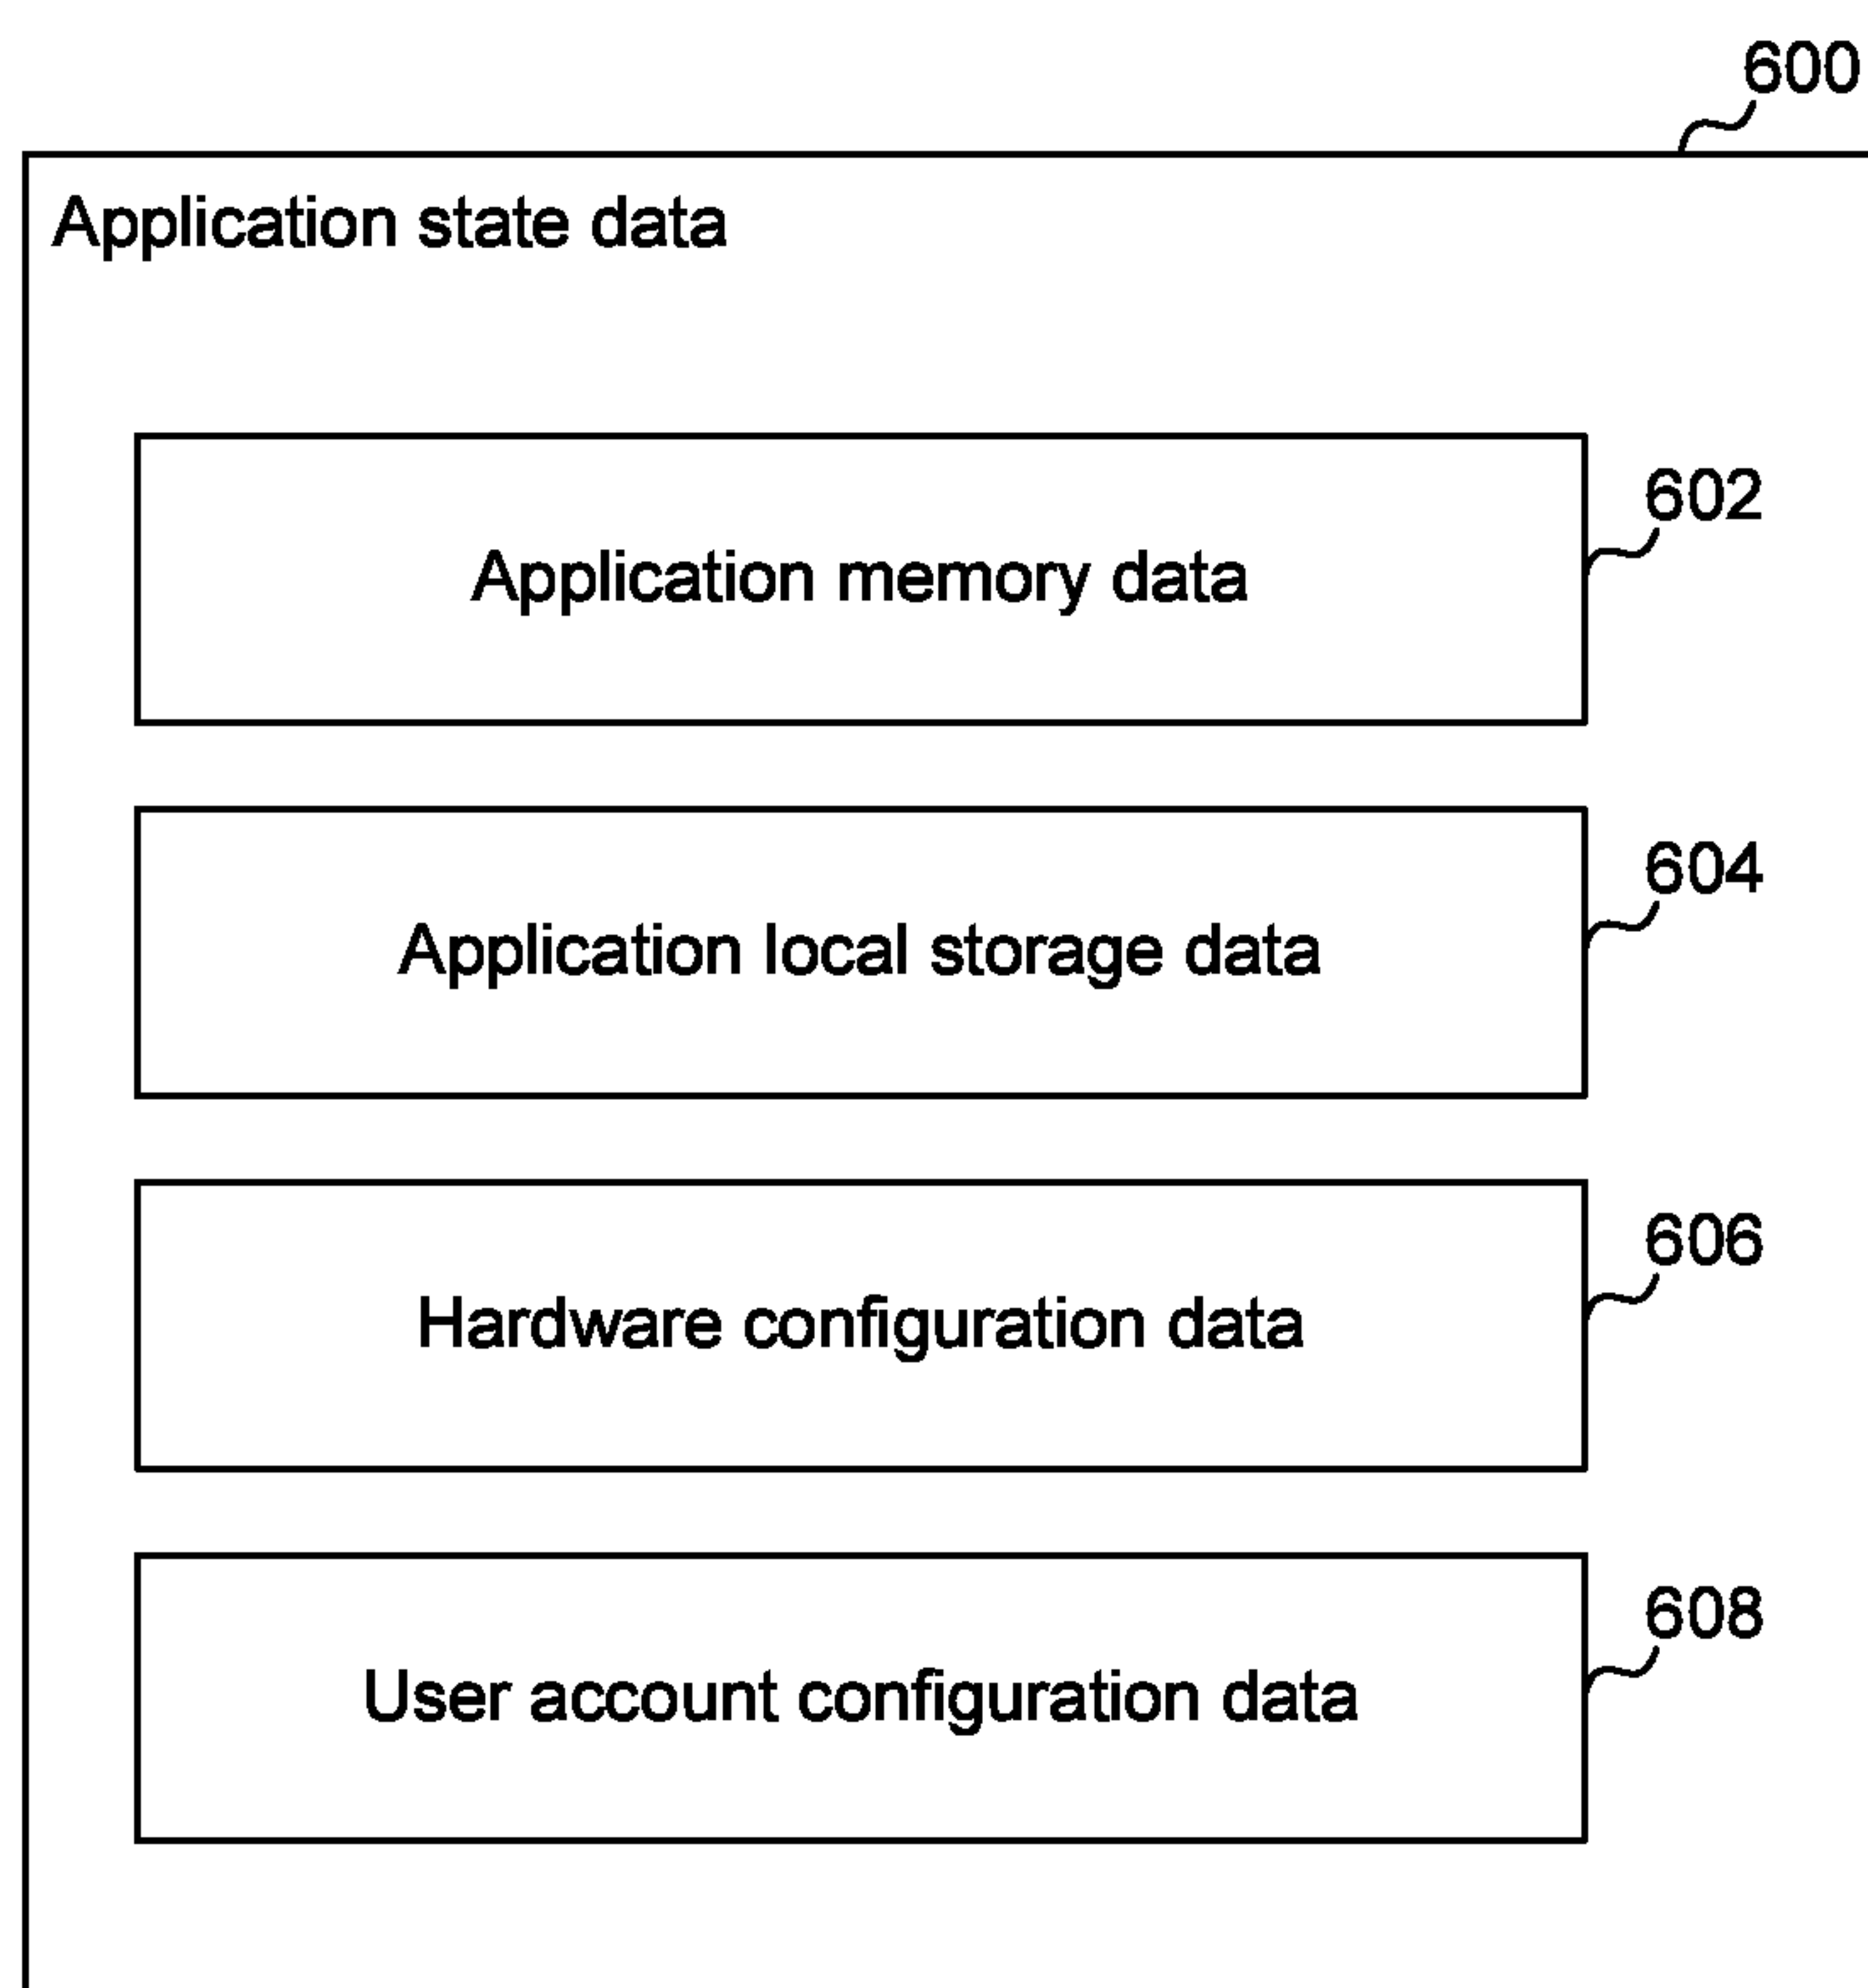 600
Application state data
602
Application memory data
604
Application local storage data
606
Hardware configuration data
608
User account configuration data